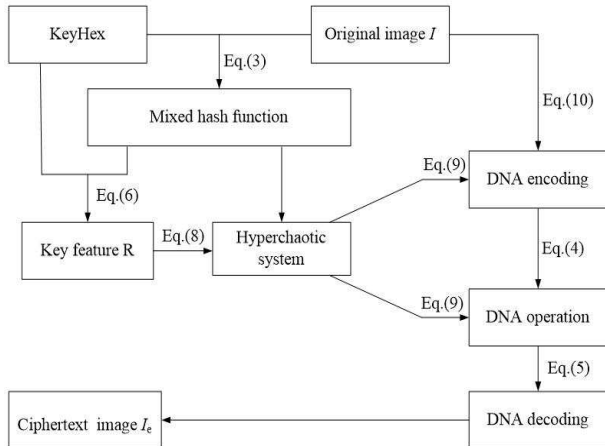 KeyHex
Original image I
Eq.(3)
Eq.(10)
Mixed hash function
Eq.(9)
DNA encoding
Eq.(6)
Key feature R
Eq.(8)
Hyperchaotic
system
Eq.(4)
Eq.(9)
DNA operation
Eq.(5)
Ciphertext image Ie
DNA decoding